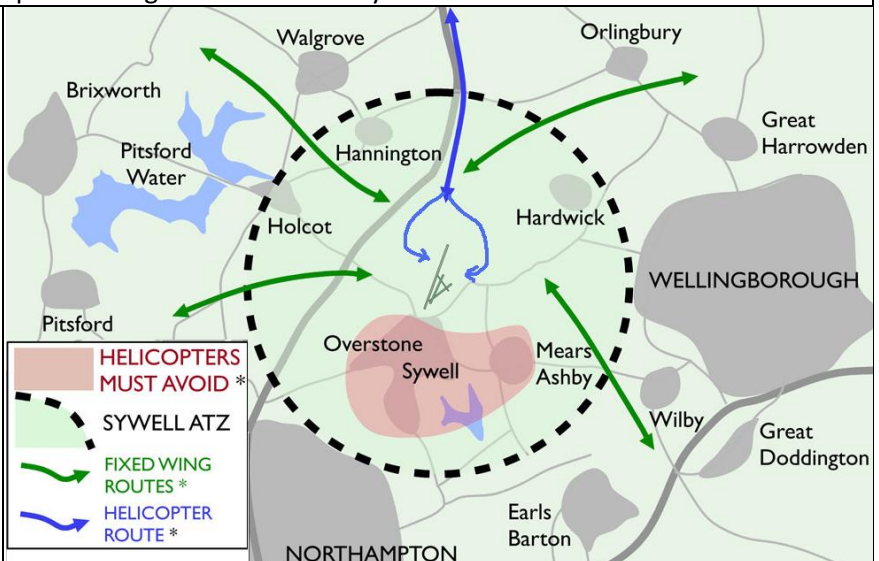 Walgrove
Orlingbury
Brixworth
Great
Harrowden
Pitsford
Water
Hannington
Hardwick
Holcot
WELLINGBOROUGH
Pitsford
Overstone
Sywell
Mears
Ashby
HELICOPTERS
MUST AVOID *
SYWELL ATZ
Wilby
Great
Doddington
FIXED WING
ROUTES *
HELICOPTER
ROUTE *
Earls
Barton
NORTHAMPTON